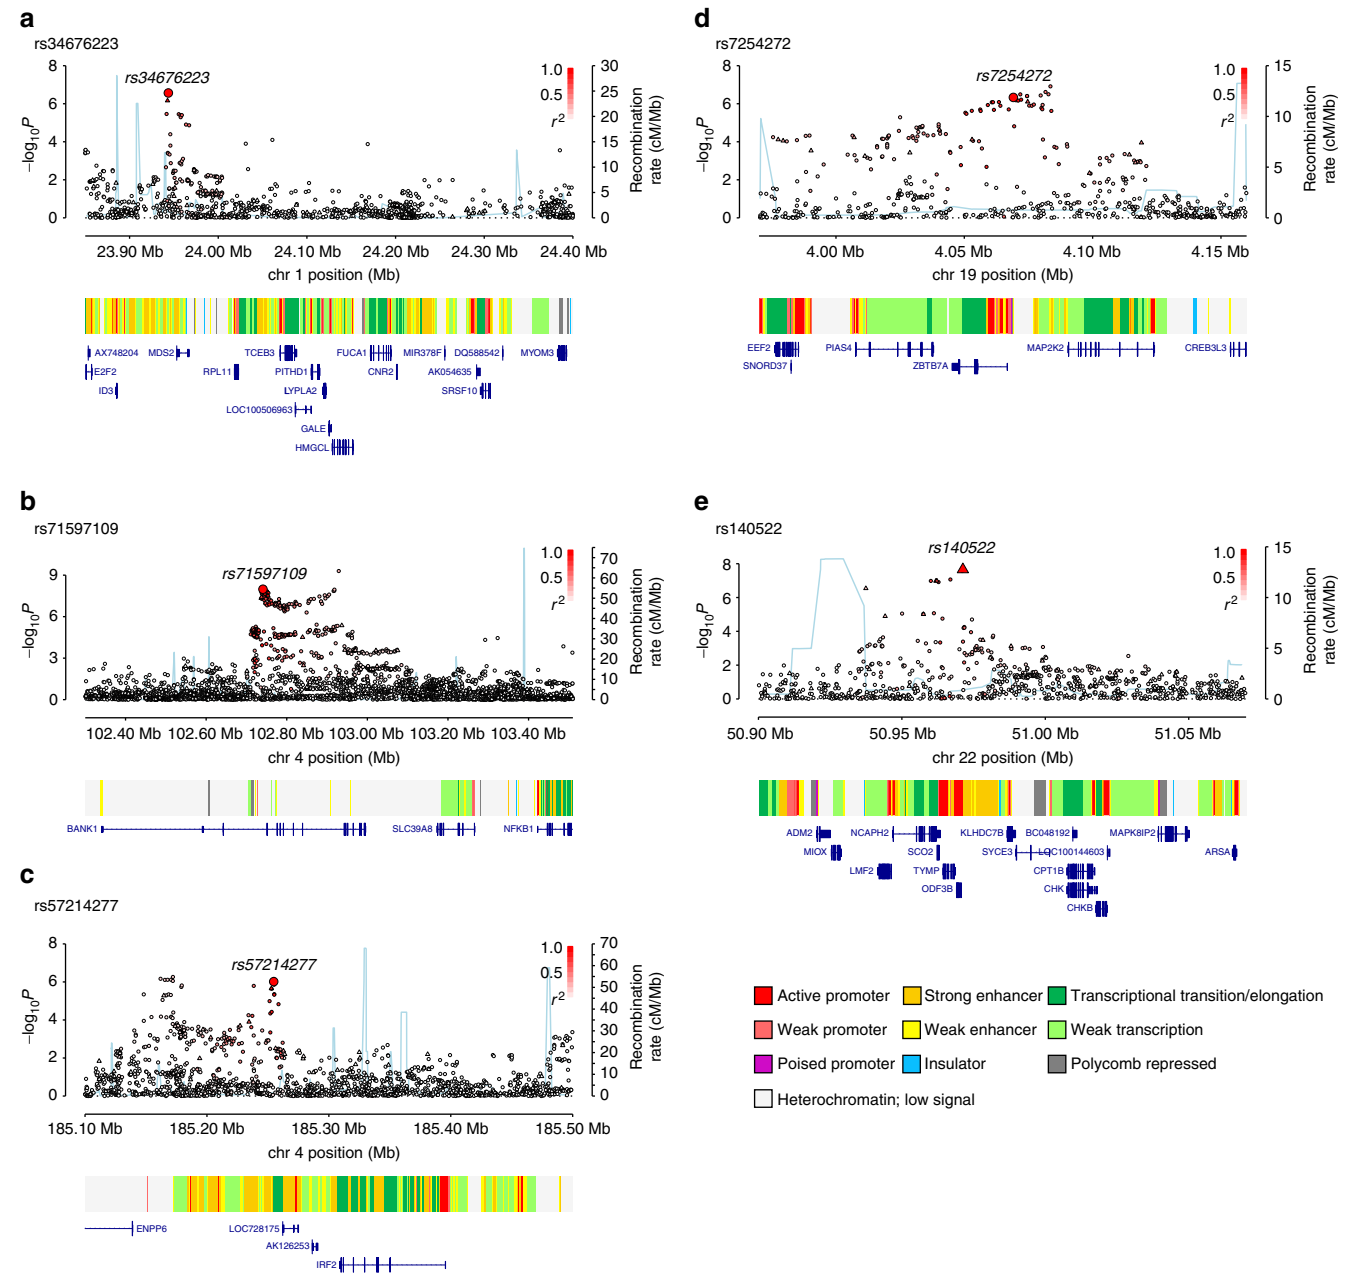 a
rs34676223
rs34676223
8
6
4
2
0
–log10P
1.0
0.5
r2
30
25
20
15
10
5
0
Recombination
rate (cM/Mb)
23.90 Mb 24.00 Mb 24.10 Mb 24.20 Mb 24.30 Mb 24.40 Mb
chr 1 position (Mb)
AX748204 MDS2 TCEB3 FUCA1 MIR378F DQ588542 MYOM3
E2F2 RPL11 PITHD1 CNR2 AK054635
ID3 LYPLA2 SRSF10
LOC100506963
GALE
HMGCL
b
rs71597109
rs71597109
9
6
3
0
–log10P
1.0
0.5
r2
70
60
50
40
30
20
10
0
Recombination
rate (cM/Mb)
102.40 Mb 102.60 Mb 102.80 Mb 103.00 Mb 103.20 Mb 103.40 Mb
chr 4 position (Mb)
BANK1 SLC39A8 NFKB1
c
rs57214277
rs57214277
8
6
4
2
0
–log10P
1.0
0.5
r2
70
60
50
40
30
20
10
0
Recombination
rate (cM/Mb)
185.10 Mb 185.20 Mb 185.30 Mb 185.40 Mb 185.50 Mb
chr 4 position (Mb)
ENPP6 LOC728175
AK126253
IRF2
d
rs7254272
rs7254272
8
6
4
2
0
–log10P
1.0
0.5
r2
15
10
5
0
Recombination
rate (cM/Mb)
4.00 Mb 4.05 Mb 4.10 Mb 4.15 Mb
chr 19 position (Mb)
EEF2 PIAS4 MAP2K2 CREB3L3
SNORD37 ZBTB7A
e
rs140522
rs140522
8
6
4
2
0
–log10P
1.0
0.5
r2
15
10
5
0
Recombination
rate (cM/Mb)
50.90 Mb 50.95 Mb 51.00 Mb 51.05 Mb
chr 22 position (Mb)
ADM2 NCAPH2 KLHDC7B BC048192 MAPK8IP2
MIOX SCO2 SYCE3 LOC100144603 ARSA
LMF2 TYMP CPT1B
ODF3B CHK
CHKB
Active promoter Strong enhancer Transcriptional transition/elongation
Weak promoter Weak enhancer Weak transcription
Poised promoter Insulator Polycomb repressed
Heterochromatin; low signal